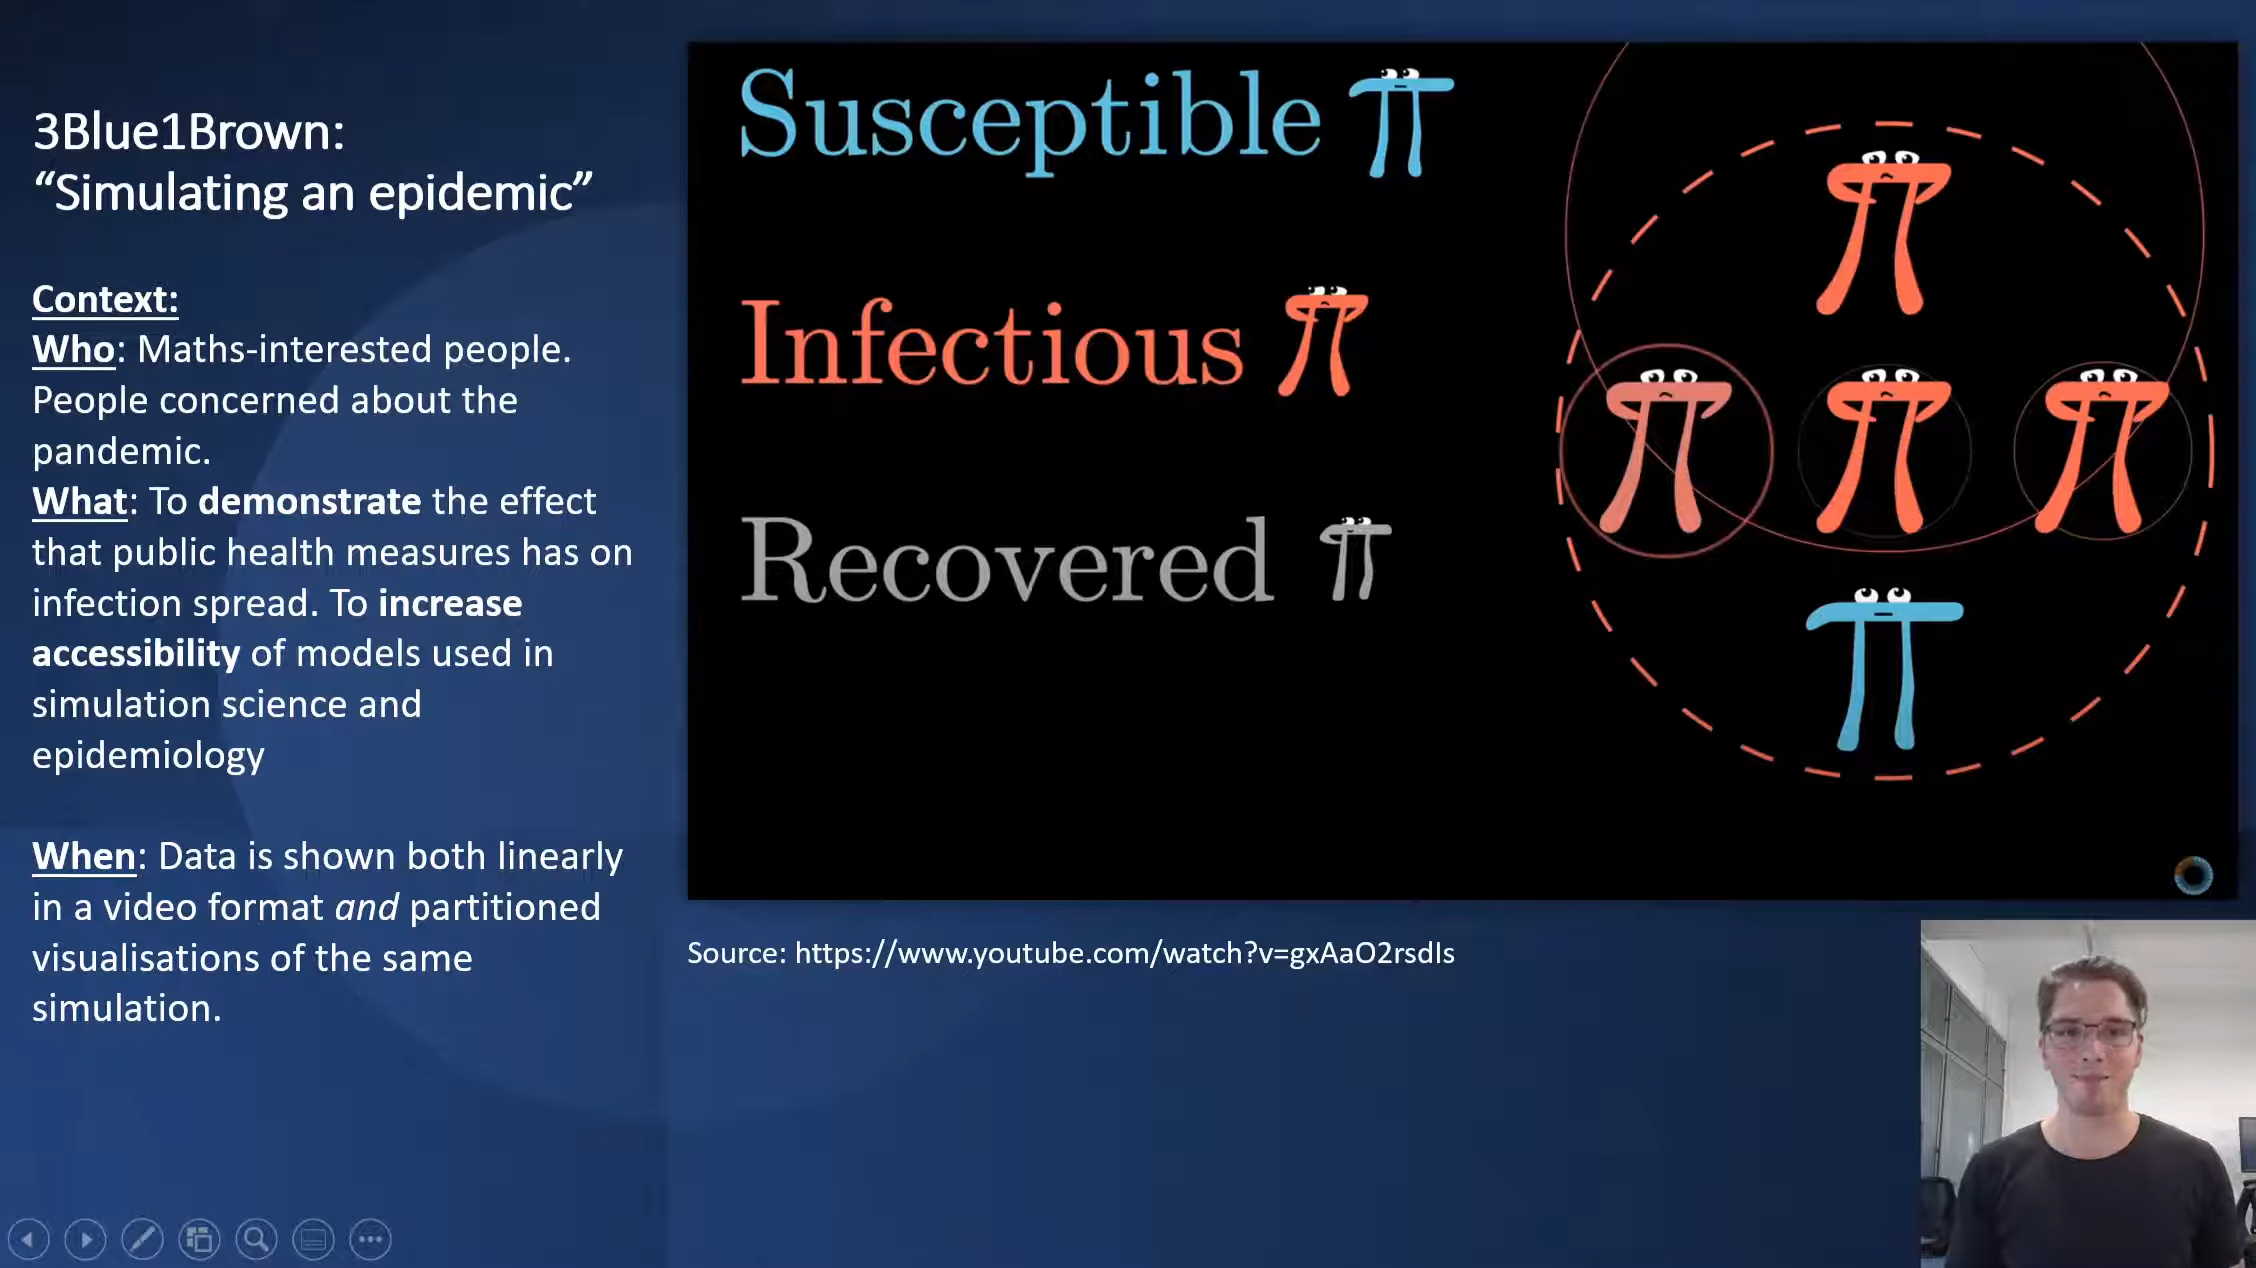 3Blue1Brown:
“Simulating an epidemic”
Context:
Who: Maths-interested people.
People concerned about the
pandemic.
What: To demonstrate the effect
that public health measures has on
infection spread. To increase
accessibility of models used in
simulation science and
epidemiology
When: Data is shown both linearly
in a video format and partitioned
visualisations of the same
simulation.
Susceptible
Infectious
Recovered
Source: https://www.youtube.com/watch?v=gxAaO2rsdIs